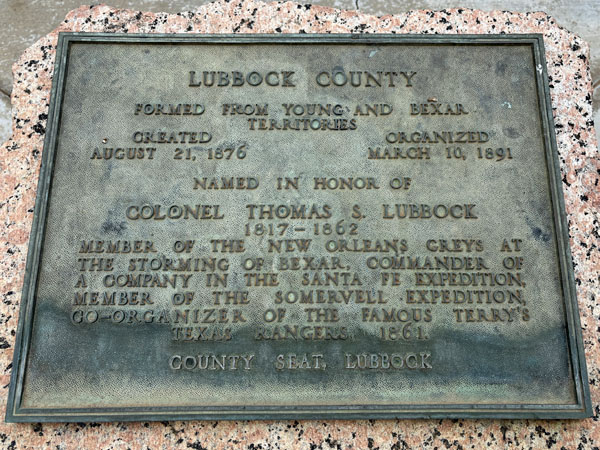 LUBBOCK COUNTY
FORMED FROM YOUNG AND BEXAR
TERRITORIES
CREATED ORGANIZED
AUGUST 21, 1876 MARCH 10, 1891
NAMED IN HONOR OF
COLONEL THOMAS S. LUBBOCK
1817-1862
MEMBER OF THE NEW ORLEANS GREYS AT
THE STORMING OF BEXAR, COMMANDER OF
A COMPANY IN THE SANTA FE EXPEDITION,
MEMBER OF THE SOMERVELL EXPEDITION,
CO-ORGANIZER OF THE FAMOUS TERRY'S
TEXAS RANGERS, 1861.
COUNTY SEAT, LUBBOCK